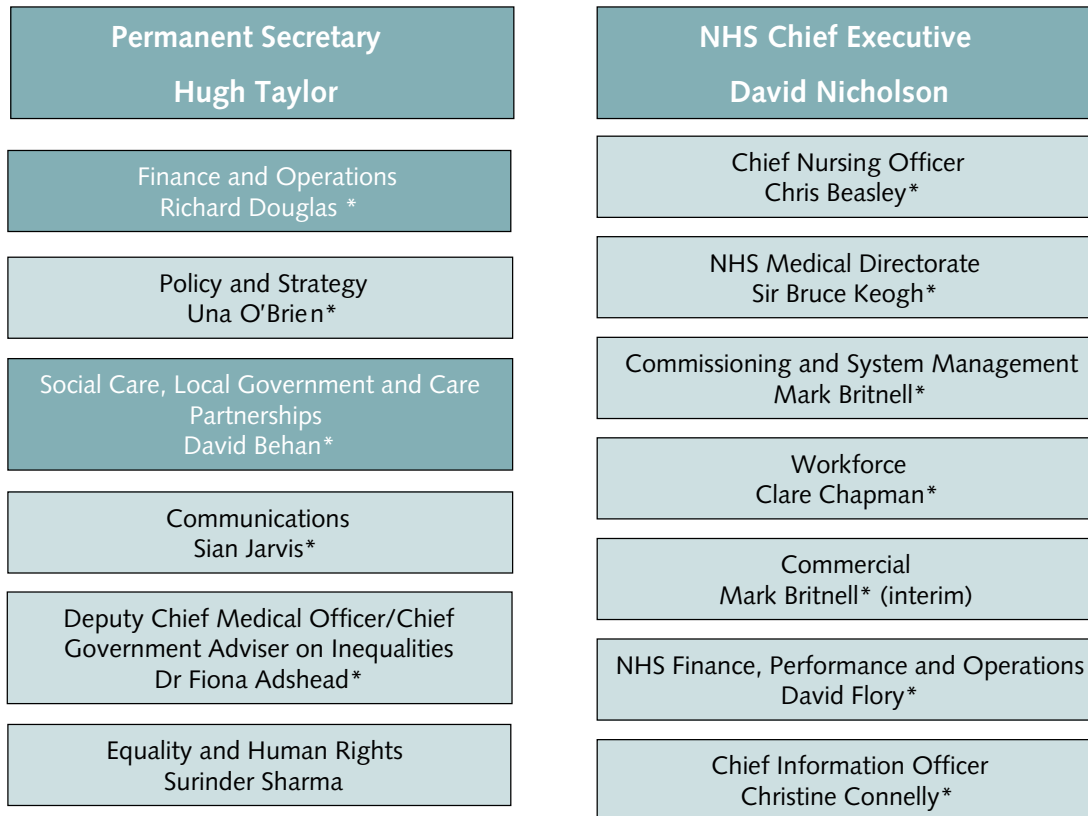 Permanent Secretary
Hugh Taylor
Finance and Operations
Richard Douglas *
Policy and Strategy
Una O'Brien*
Social Care, Local Government and Care
Partnerships
David Behan*
Communications
Sian Jarvis*
Deputy Chief Medical Officer/Chief
Government Adviser on Inequalities
Dr Fiona Adshead*
Equality and Human Rights
Surinder Sharma
NHS Chief Executive
David Nicholson
Chief Nursing Officer
Chris Beasley*
NHS Medical Directorate
Sir Bruce Keogh*
Commissioning and System Management
Mark Britnell*
Workforce
Clare Chapman*
Commercial
Mark Britnell* (interim)
NHS Finance, Performance and Operations
David Flory*
Chief Information Officer
Christine Connelly*